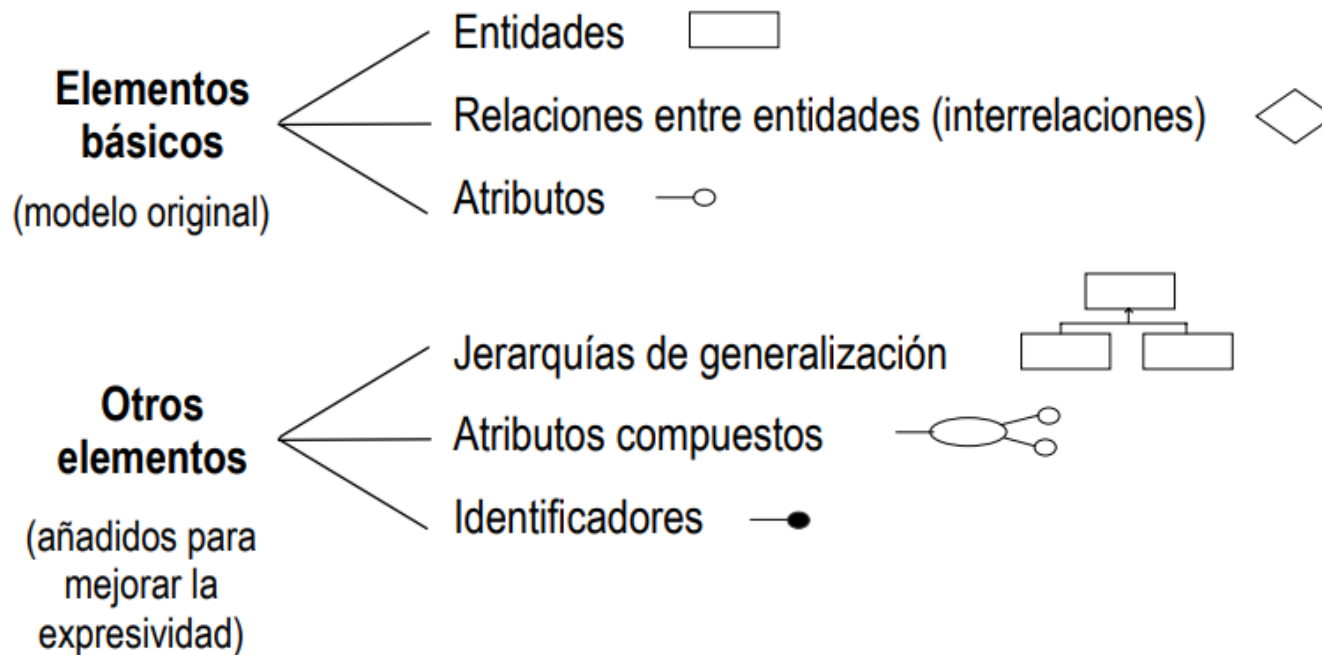 Elementos
básicos
(modelo original)
Entidades
Relaciones entre entidades (interrelaciones)
Atributos
Otros
elementos
(añadidos para
mejorar la
expresividad)
Jerarquías de generalización
Atributos compuestos
Identificadores